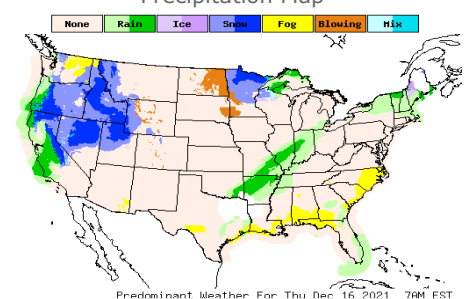 Precipitation Map
None Rain Ice Snow Fog Blowing Mix
Predominant Weather For Thu Dec 16 2021 7AM EST